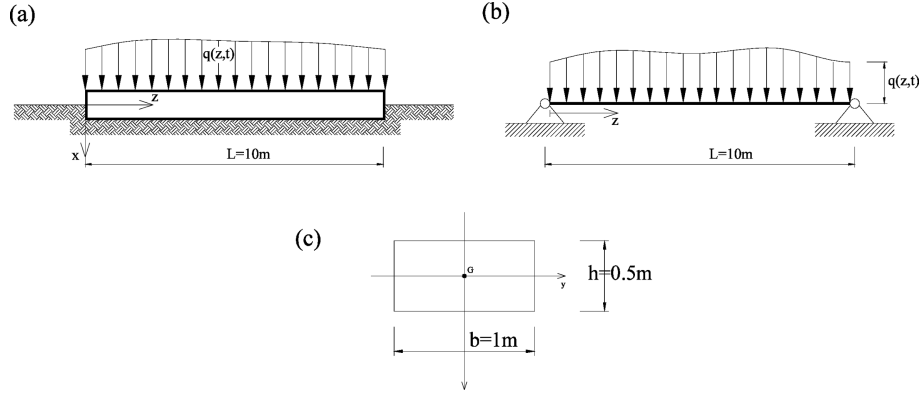 (a)
q(z,t)
z
x
L=10m
(b)
q(z,t)
z
L=10m
(c)
G
y
h=0.5m
b=1m